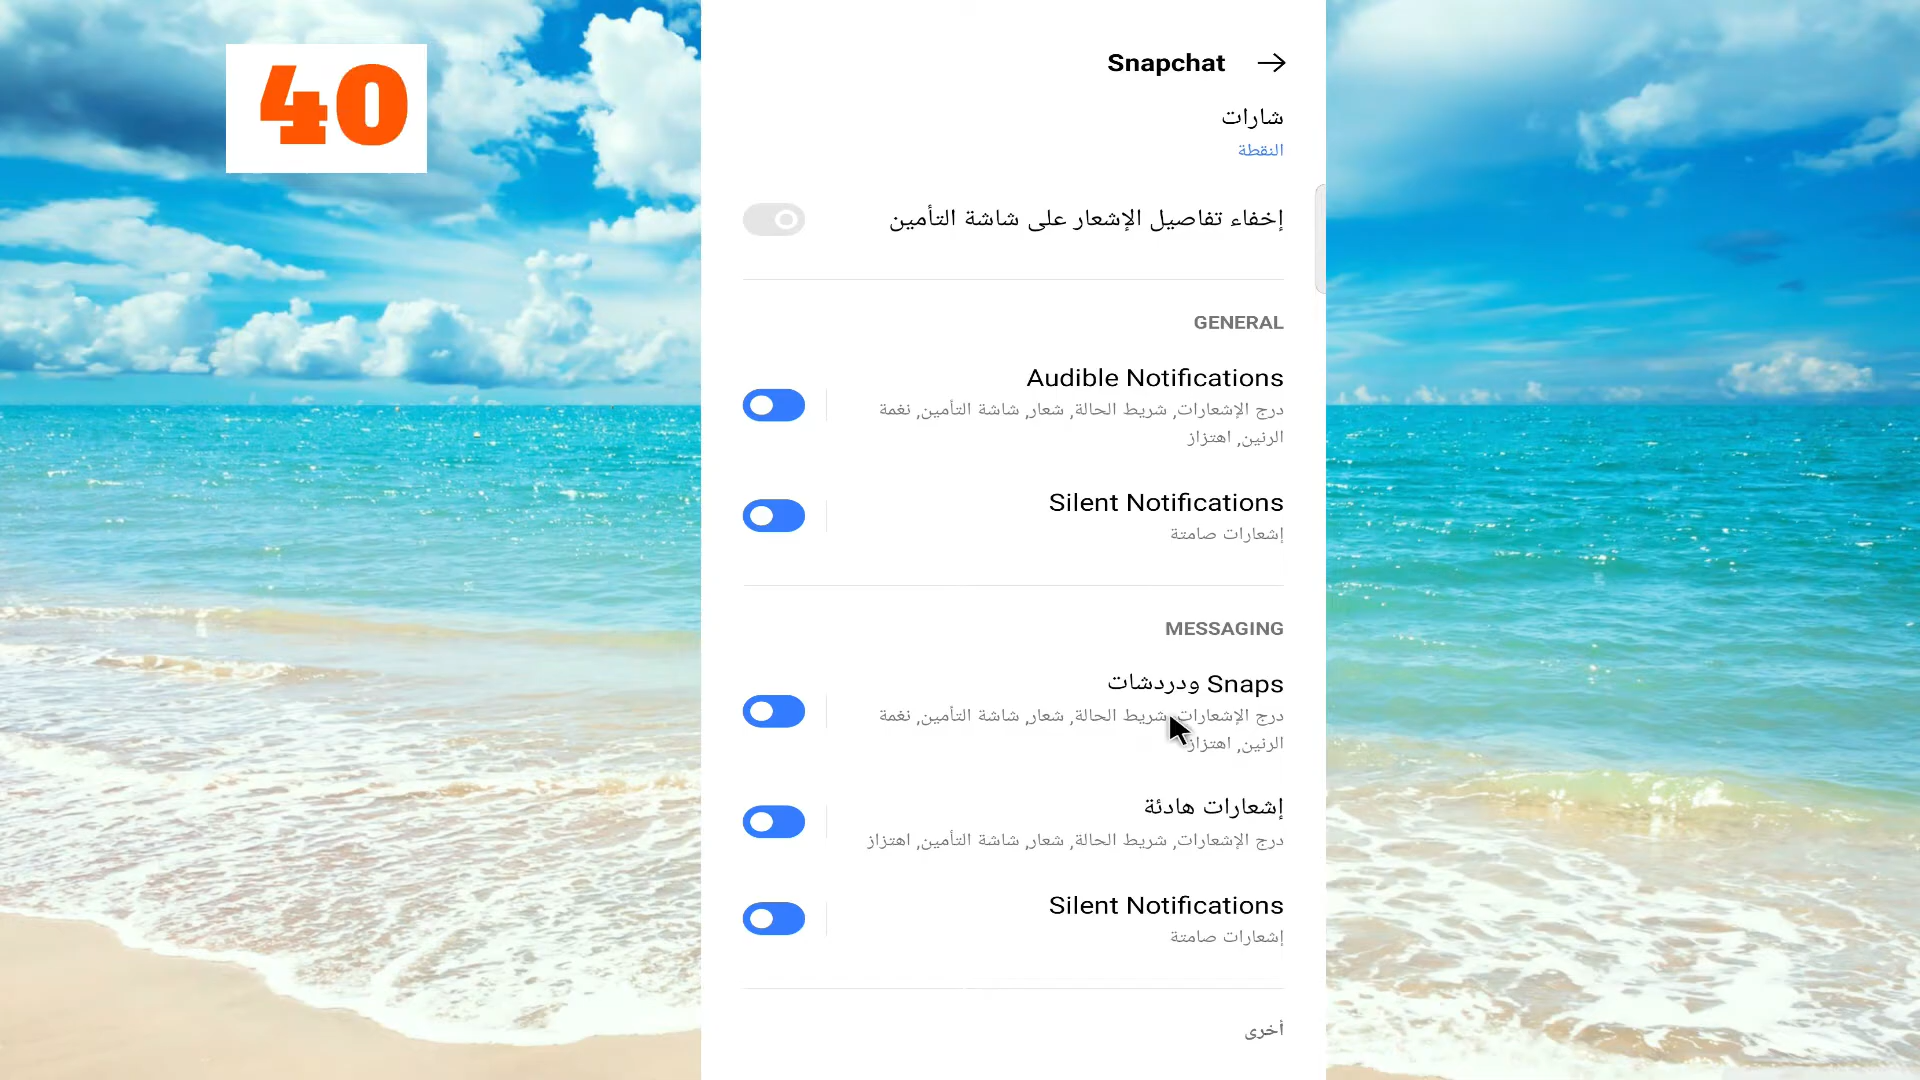 40
Snapchat
شارات
النقطة
إخفاء تفاصيل الإشعار على شاشة التأمين
GENERAL
Audible Notifications
درج الإشعارات, شريط الحالة, شعار, شاشة التأمين, نغمة
الرنين, اهتزاز
Silent Notifications
إشعارات صامتة
MESSAGING
Snaps ودردشات
درج الإشعارات, شريط الحالة, شعار, شاشة التأمين, نغمة
الرنين, اهتزاز
إشعارات هادئة
درج الإشعارات, شريط الحالة, شعار, شاشة التأمين, اهتزاز
Silent Notifications
إشعارات صامتة
أخرى